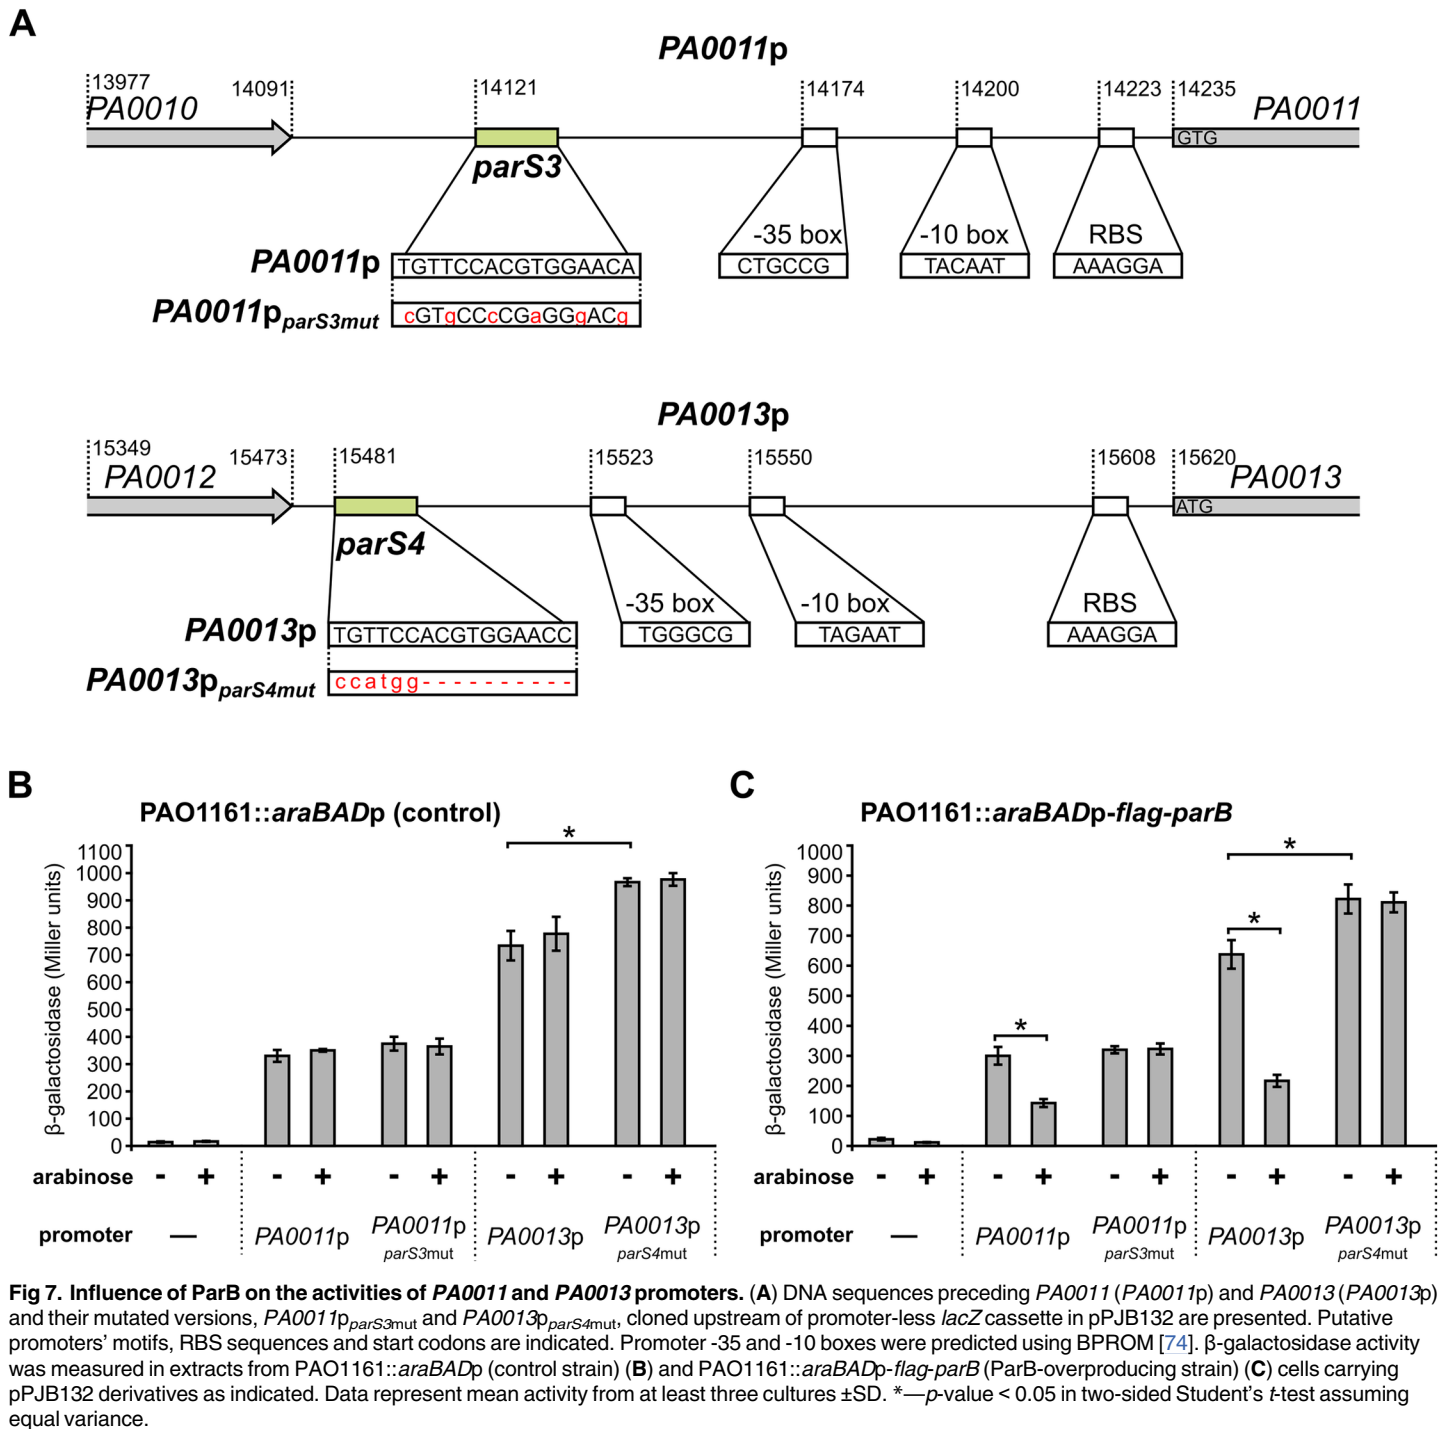 A
PA0011p
13977
14091
14121
14174
14200
14223
14235
PA0010
PA0011
GTG
parS3
-35 box
-10 box
RBS
PA0011p
TGTTCCACGTGGAACA
CTGCCG
TACAAT
AAAGGA
PA0011p parS3mut
cGTgCCcCGaGGgACg
PA0013p
15349
15473
15481
15523
15550
15608
15620
PA0012
PA0013
ATG
parS4
-35 box
-10 box
RBS
PA0013p
TGTTCCACGTGGAACC
TGGGCG
TAGAAT
AAAGGA
PA0013p parS4mut
ccatgg----------
B
PAO1161::araBADp (control)
β-galactosidase (Miller units)
1100
1000
900
800
700
600
500
400
300
200
100
0
*
arabinose - + - + - + - + - +
promoter — PA0011p PA0011p parS3mut PA0013p PA0013p parS4mut
C
PAO1161::araBADp-flag-parB
β-galactosidase (Miller units)
1000
900
800
700
600
500
400
300
200
100
0
*
*
*
arabinose - + - + - + - + - +
promoter — PA0011p PA0011p parS3mut PA0013p PA0013p parS4mut
Fig 7. Influence of ParB on the activities of PA0011 and PA0013 promoters. (A) DNA sequences preceding PA0011 (PA0011p) and PA0013 (PA0013p)
and their mutated versions, PA0011pparS3mut and PA0013pparS4mut, cloned upstream of promoter-less lacZ cassette in pPJB132 are presented. Putative
promoters' motifs, RBS sequences and start codons are indicated. Promoter -35 and -10 boxes were predicted using BPROM [74]. β-galactosidase activity
was measured in extracts from PAO1161::araBADp (control strain) (B) and PAO1161::araBADp-flag-parB (ParB-overproducing strain) (C) cells carrying
pPJB132 derivatives as indicated. Data represent mean activity from at least three cultures ±SD. *—p-value < 0.05 in two-sided Student's t-test assuming
equal variance.